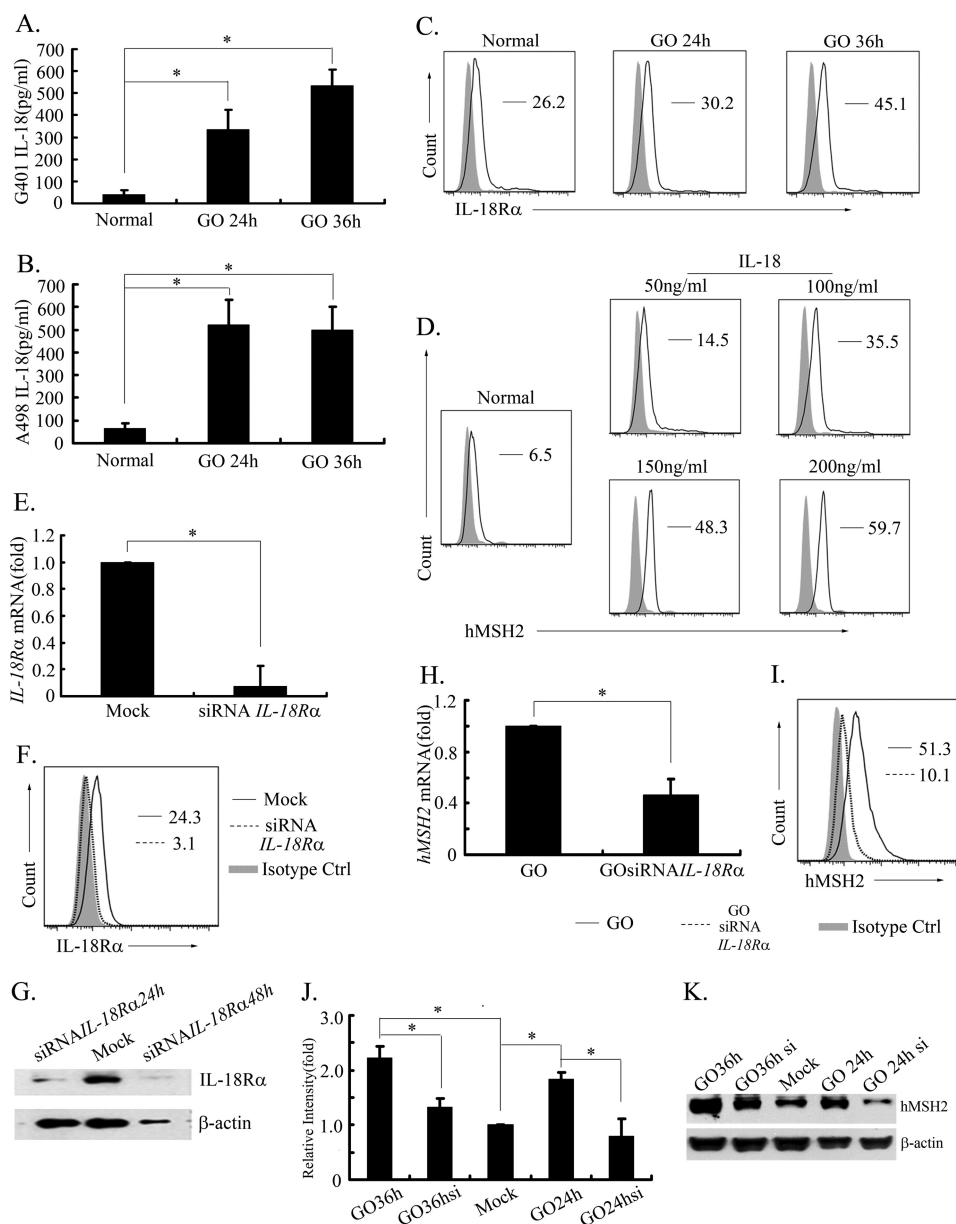 A.
G401 IL-18(pg/ml)
700
600
500
400
300
200
100
0
*
*
Normal
GO 24h
GO 36h
B.
A498 IL-18(pg/ml)
700
600
500
400
300
200
100
0
*
*
Normal
GO 24h
GO 36h
C.
Normal
GO 24h
GO 36h
Count
26.2
30.2
45.1
IL-18Rα
D.
IL-18
50ng/ml
100ng/ml
14.5
35.5
Normal
6.5
150ng/ml
200ng/ml
48.3
59.7
Count
hMSH2
E.
IL-18Rα mRNA(fold)
1.2
1.0
0.8
0.6
0.4
0.2
0
*
Mock
siRNA IL-18Rα
F.
Count
24.3
3.1
IL-18Rα
Mock
siRNA
IL-18Rα
Isotype Ctrl
G.
siRNAIL-18Rα24h
Mock
siRNAIL-18Rα48h
IL-18Rα
β-actin
H.
hMSH2 mRNA(fold)
1.2
0.8
0.4
0
*
GO
GOsiRNAIL-18Rα
I.
Count
51.3
10.1
hMSH2
GO
GO
siRNA
IL-18Rα
Isotype Ctrl
J.
Relative Intensity(fold)
3.0
2.0
1.0
0
*
*
*
*
GO36h
GO36hsi
Mock
GO24h
GO24hsi
K.
GO36h
GO36h si
Mock
GO 24h
GO 24h si
hMSH2
β-actin